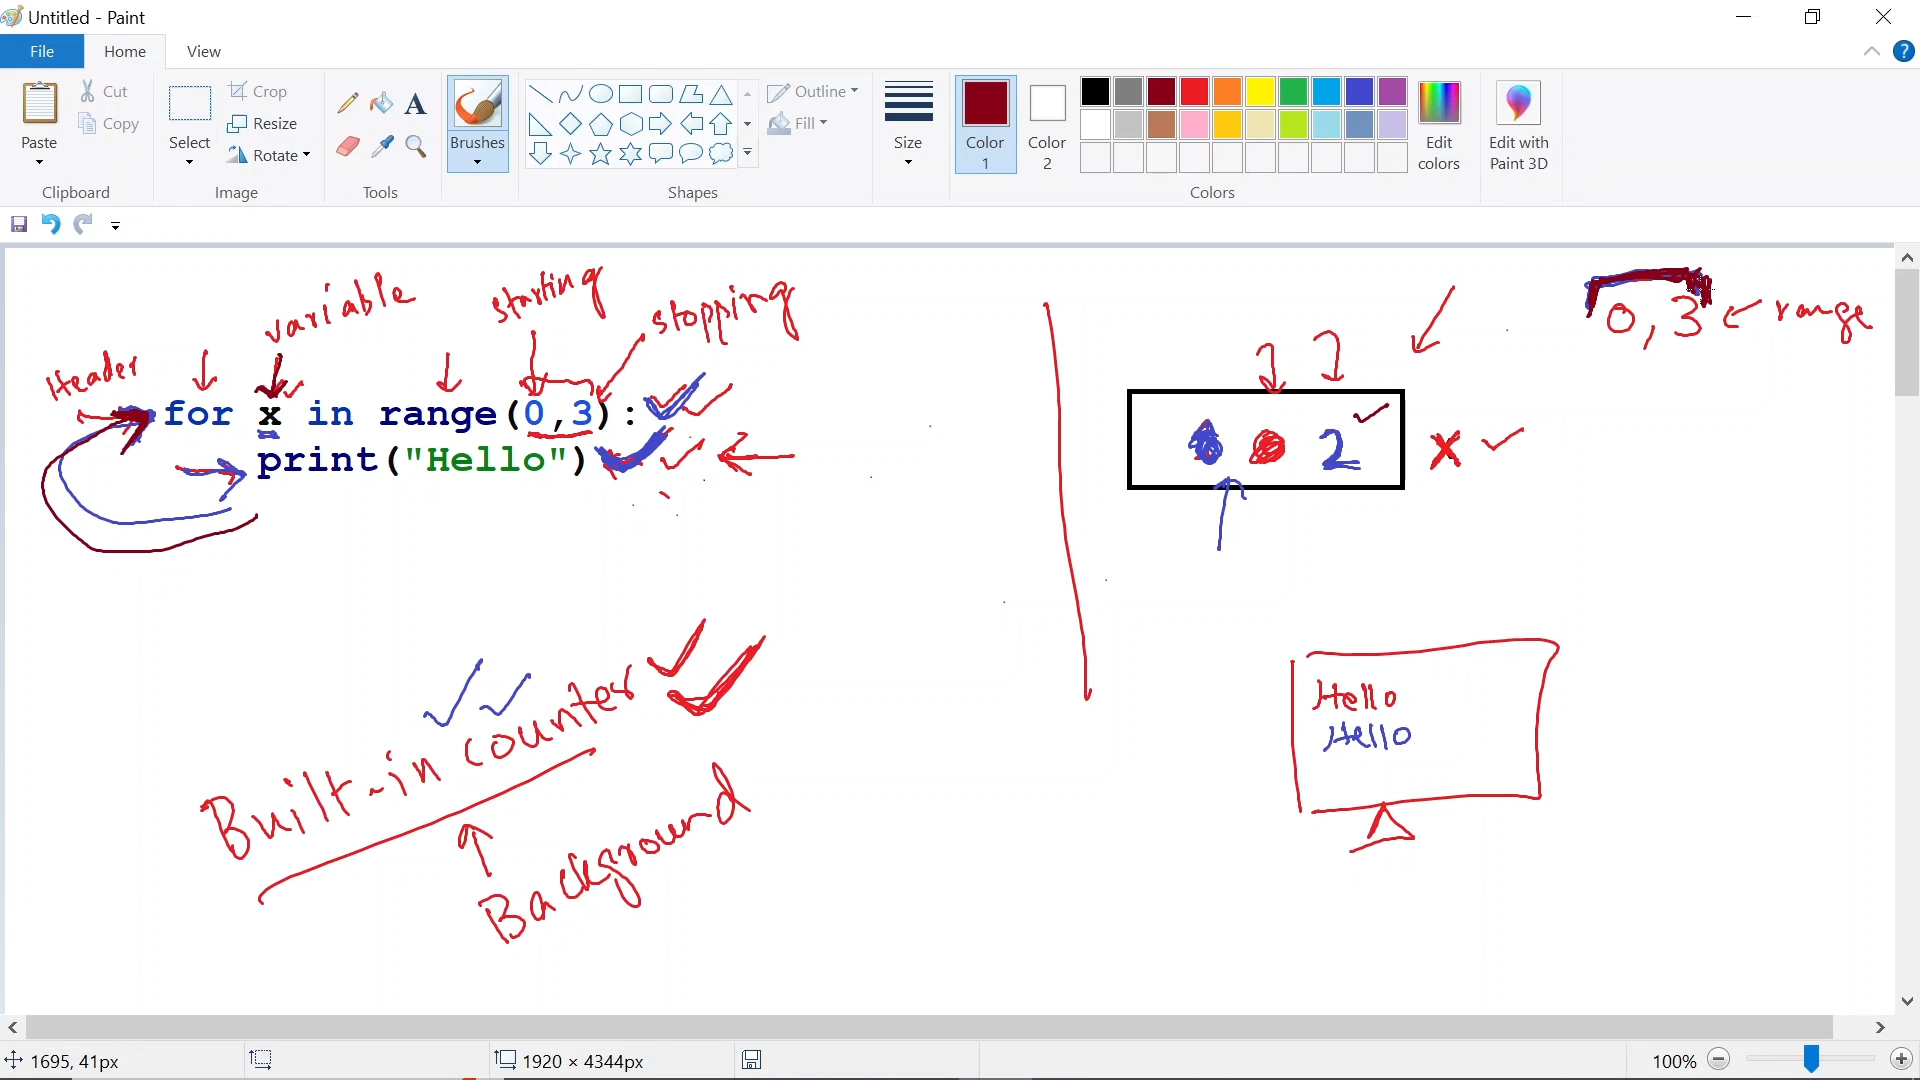 Untitled - Paint
File Home View
Paste
Cut
Copy
Clipboard
Select
Crop
Resize
Rotate
Image
Tools
Brushes
Shapes
Outline
Fill
Size
Color 1
Color 2
Colors
Edit colors
Edit with Paint 3D
Header
variable
starting
stopping
for x in range(0,3):
print("Hello")
Built-in counter
Background
2
x
0,3
range
Hello
Hello
1695, 41px
1920 × 4344px
100%